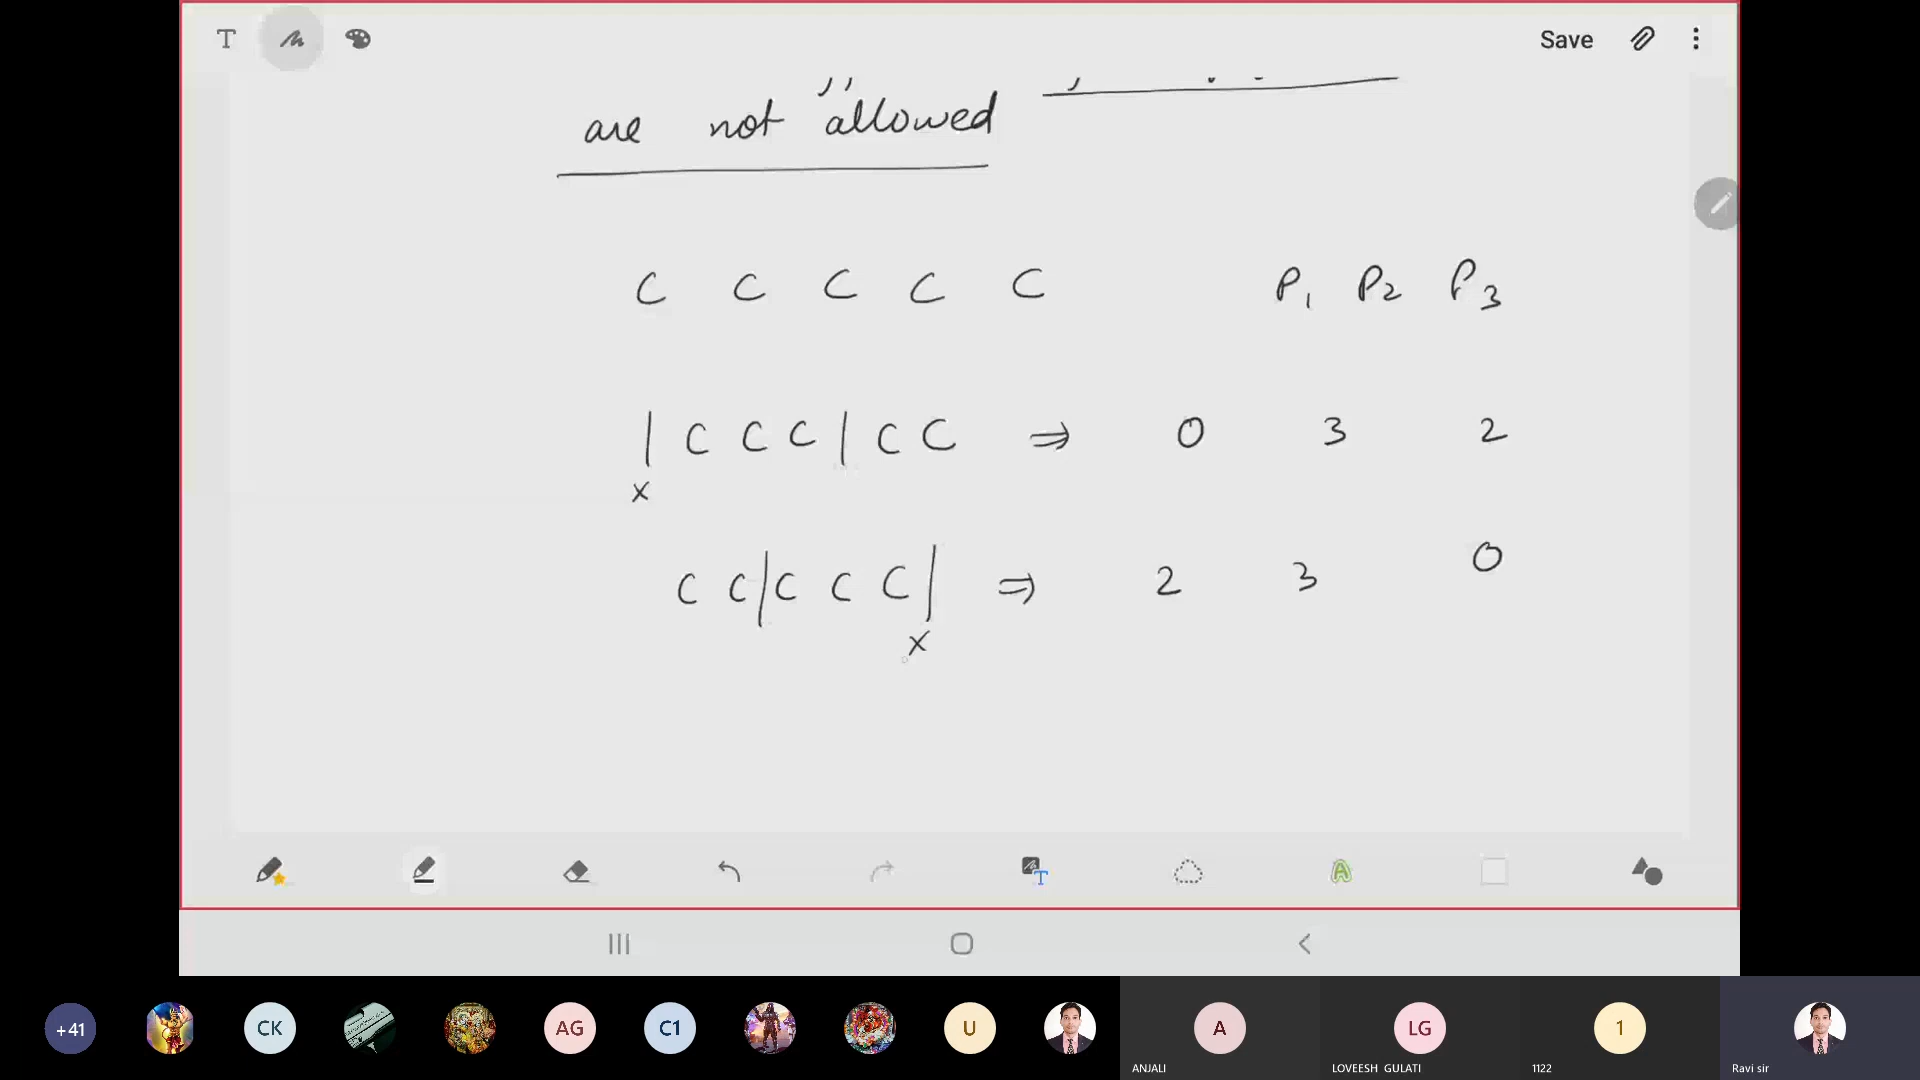 T Save
are not allowed
C C C C C P₁ P₂ P₃
| C C C | C C ⇒ 0 3 2
x
C C | C C C | ⇒ 2 3 0
x
T A
+41 CK AG C1 U A LG 1
ANJALI LOVEESH GULATI 1122 Ravi sir